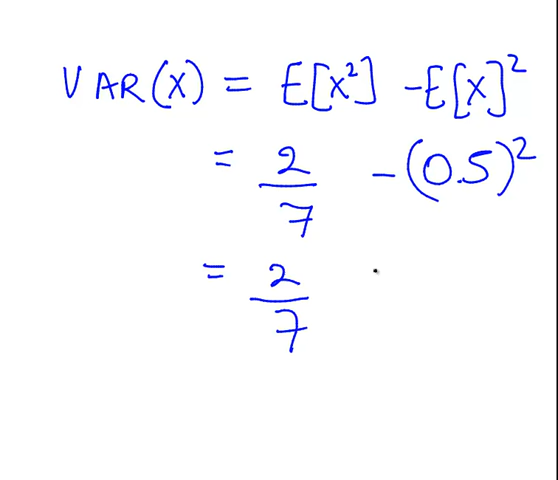 VAR(X) = E[X²] -E[X]²
= 2/7 -(0.5)²
= 2/7